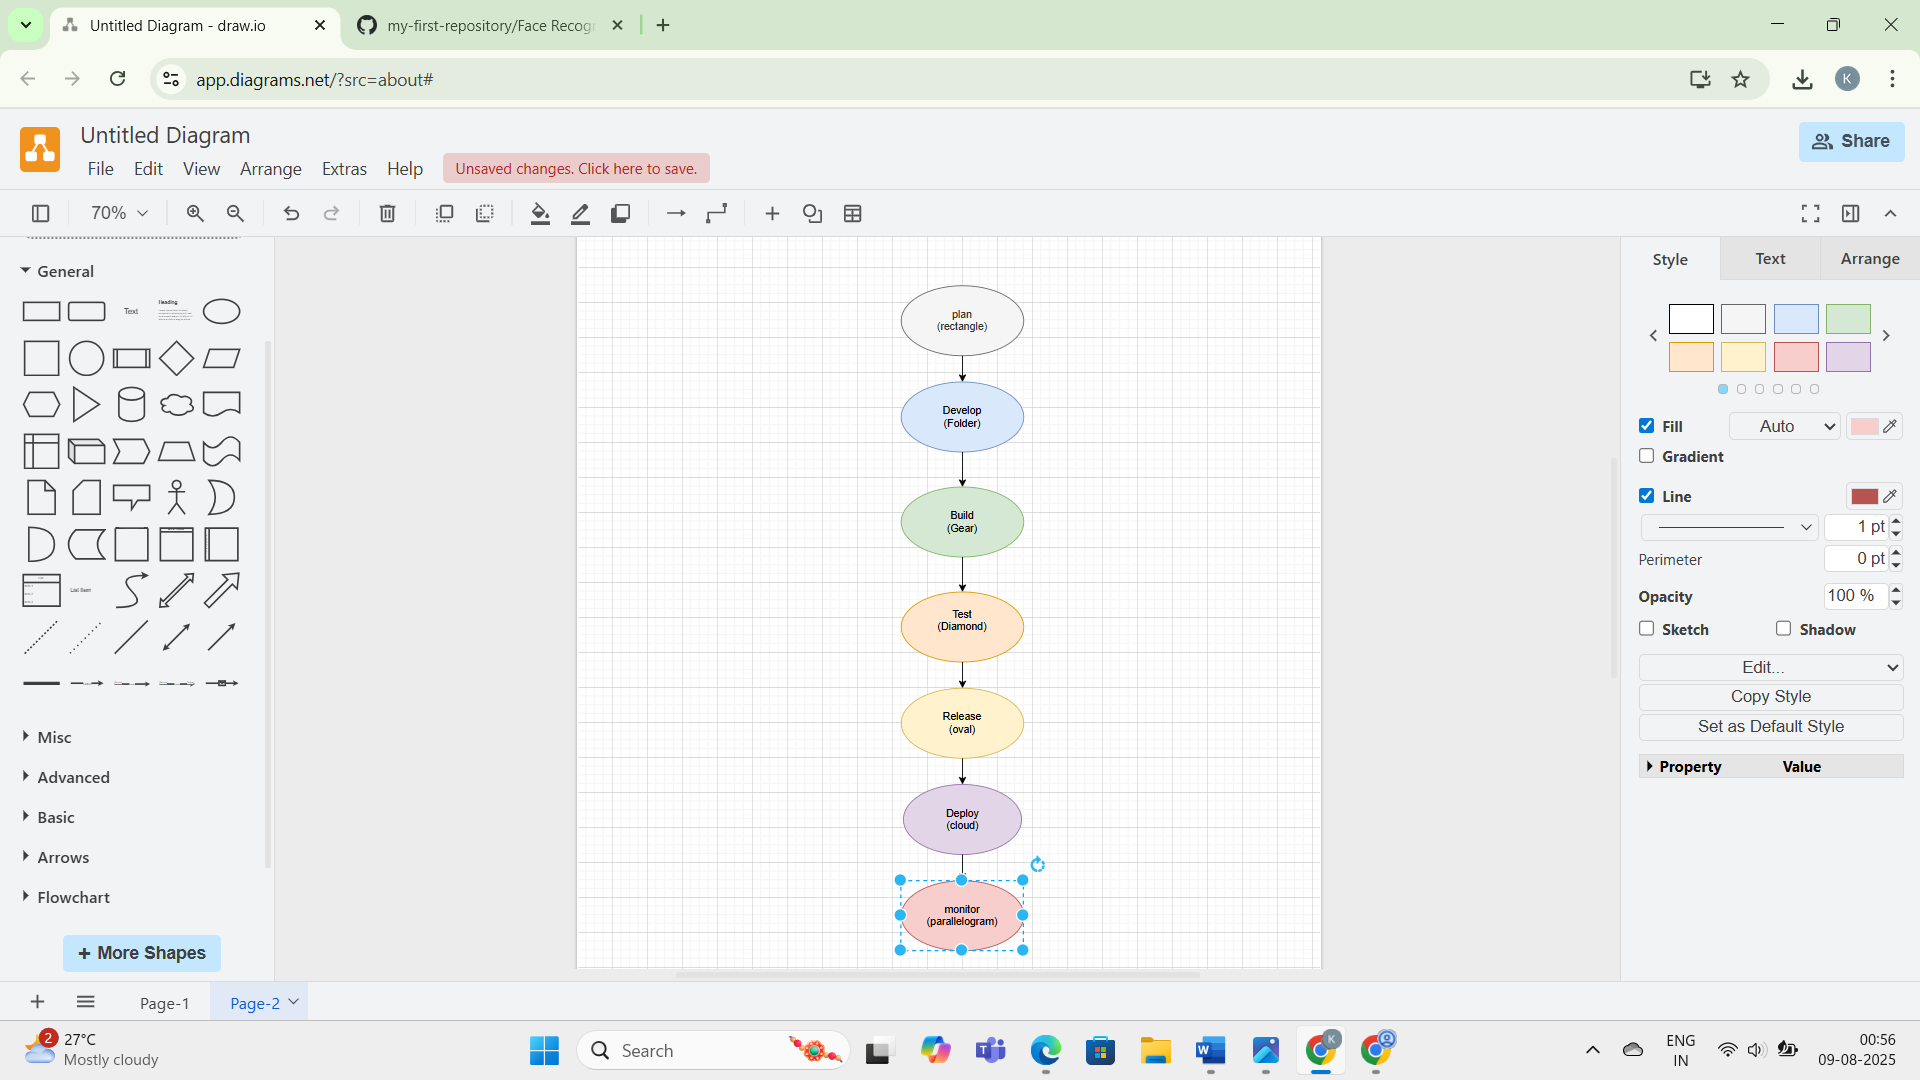 Untitled Diagram - draw.io
my-first-repository/Face Recogn
app.diagrams.net/?src=about#
K
Untitled Diagram
File Edit View Arrange Extras Help
Unsaved changes. Click here to save.
Share
70%
General
Text
Heading
List Item
Misc
Advanced
Basic
Arrows
Flowchart
+ More Shapes
plan
(rectangle)
Develop
(Folder)
Build
(Gear)
Test
(Diamond)
Release
(oval)
Deploy
(cloud)
monitor
(parallelogram)
Style Text Arrange
Fill Auto
Gradient
Line
1 pt
Perimeter 0 pt
Opacity 100 %
Sketch Shadow
Edit...
Copy Style
Set as Default Style
Property Value
Page-1 Page-2
2
27°C
Mostly cloudy
Search
K
ENG
IN
00:56
09-08-2025